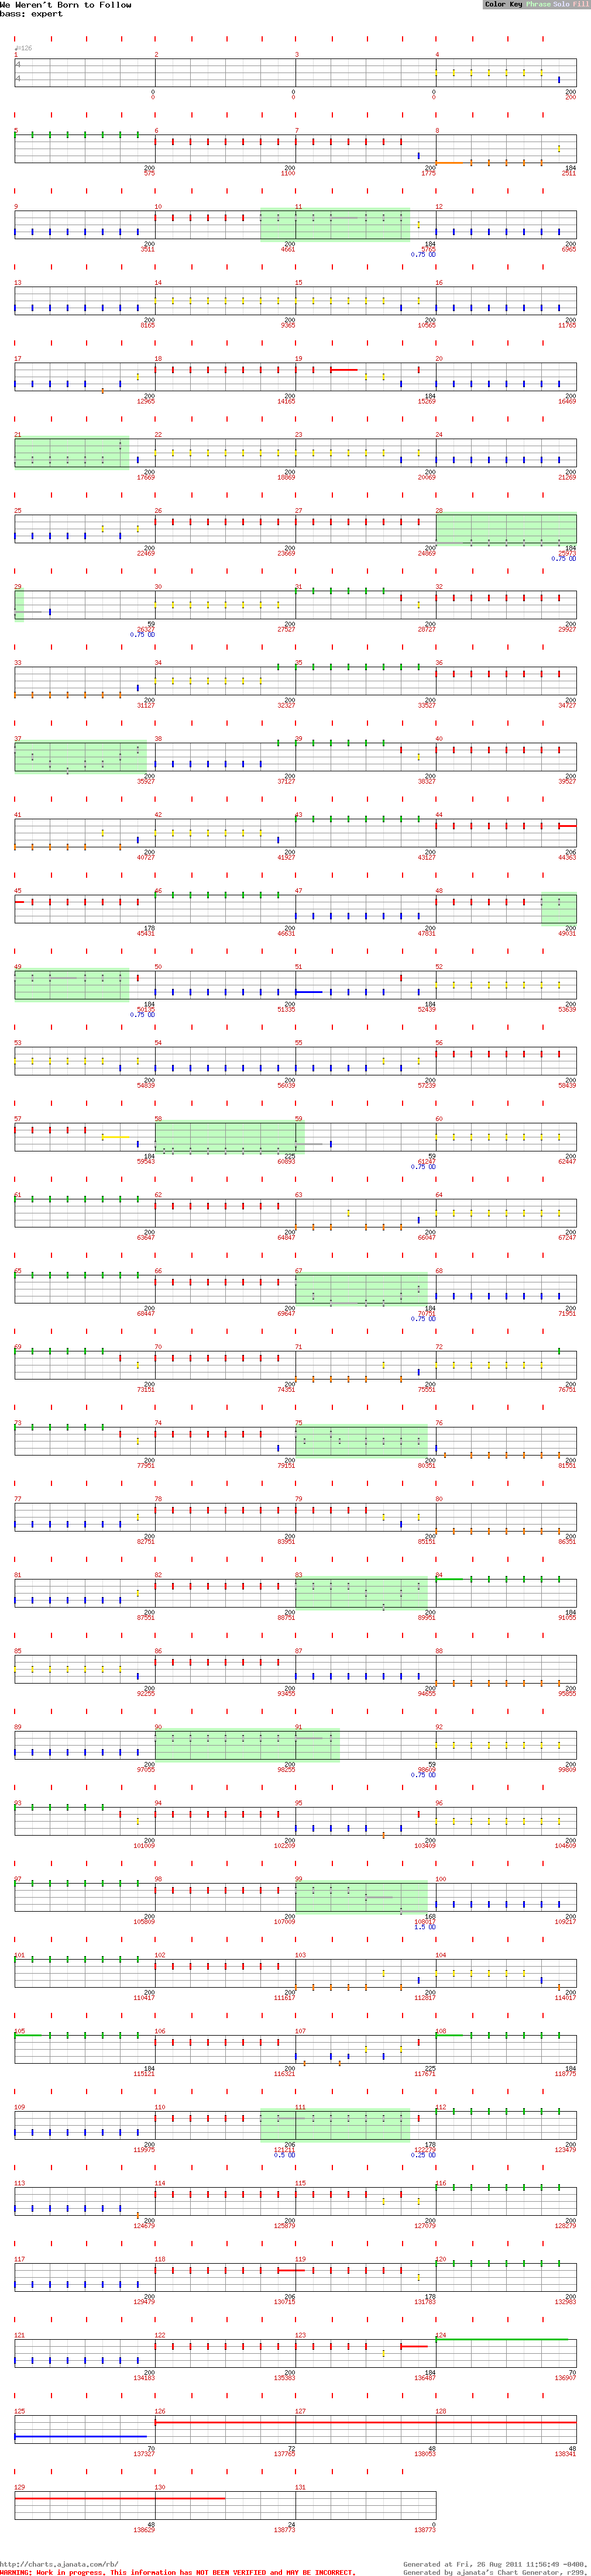 We Weren't Born to Follow
bass: expert
Color Key Phrase Solo Fill
♩=126
1 2 3 4
4
4
0 0 0 200
0 0 0 200
5 6 7 8
200 200 200 184
575 1100 1775 2511
9 10 11 12
200 200 184 200
3511 4661 5765 6965
0.75 OD
13 14 15 16
200 200 200 200
8165 9365 10565 11765
17 18 19 20
200 200 184 200
12965 14165 15269 16469
21 22 23 24
200 200 200 200
17669 18869 20069 21269
25 26 27 28
200 200 200 184
22469 23669 24869 25973
0.75 OD
29 30 31 32
59 200 200 200
26327 27527 28727 29927
0.75 OD
33 34 35 36
200 200 200 200
31127 32327 33527 34727
37 38 39 40
200 200 200 200
35927 37127 38327 39527
41 42 43 44
200 200 200 206
40727 41927 43127 44363
45 46 47 48
178 200 200 200
45431 46631 47831 49031
49 50 51 52
184 200 184 200
50135 51335 52439 53639
0.75 OD
53 54 55 56
200 200 200 200
54839 56039 57239 58439
57 58 59 60
184 225 59 200
59543 60893 61247 62447
0.75 OD
61 62 63 64
200 200 200 200
63647 64847 66047 67247
65 66 67 68
200 200 184 200
68447 69647 70751 71951
0.75 OD
69 70 71 72
200 200 200 200
73151 74351 75551 76751
73 74 75 76
200 200 200 200
77951 79151 80351 81551
77 78 79 80
200 200 200 200
82751 83951 85151 86351
81 82 83 84
200 200 200 184
87551 88751 89951 91055
85 86 87 88
200 200 200 200
92255 93455 94655 95855
89 90 91 92
200 200 59 200
97055 98255 98609 99809
0.75 OD
93 94 95 96
200 200 200 200
101009 102209 103409 104609
97 98 99 100
200 200 168 200
105809 107009 108017 109217
1.5 OD
101 102 103 104
200 200 200 200
110417 111617 112817 114017
105 106 107 108
184 200 225 184
115121 116321 117671 118775
109 110 111 112
200 206 178 200
119975 121211 122279 123479
0.5 OD 0.25 OD
113 114 115 116
200 200 200 200
124679 125879 127079 128279
117 118 119 120
200 206 178 200
129479 130715 131783 132983
121 122 123 124
200 200 184 70
134183 135383 136487 136907
125 126 127 128
70 72 48 48
137327 137765 138053 138341
129 130 131
48 24 0
138629 138773 138773
http://charts.ajanata.com/rb/
WARNING: Work in progress. This information has NOT BEEN VERIFIED and MAY BE INCORRECT.
Generated at Fri, 26 Aug 2011 11:56:49 -0400.
Generated by ajanata's Chart Generator, r299.